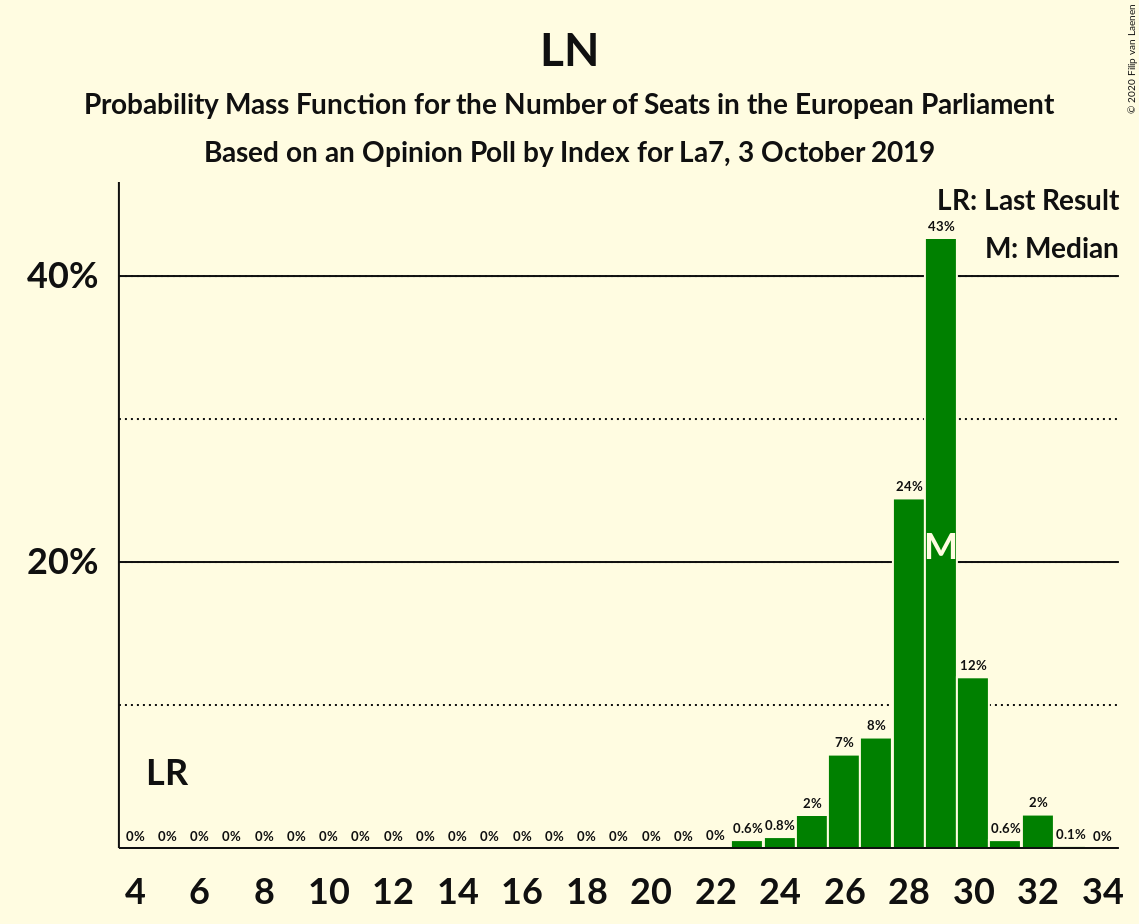 LN
Probability Mass Function for the Number of Seats in the European Parliament
Based on an Opinion Poll by Index for La7, 3 October 2019
© 2020 Filip van Laenen
LR: Last Result
M: Median
40%
20%
LR
M
0% 0% 0% 0% 0% 0% 0% 0% 0% 0% 0% 0% 0% 0% 0% 0% 0% 0% 0% 0.6% 0.8% 2% 7% 8% 24% 43% 12% 0.6% 2% 0.1% 0%
4 6 8 10 12 14 16 18 20 22 24 26 28 30 32 34